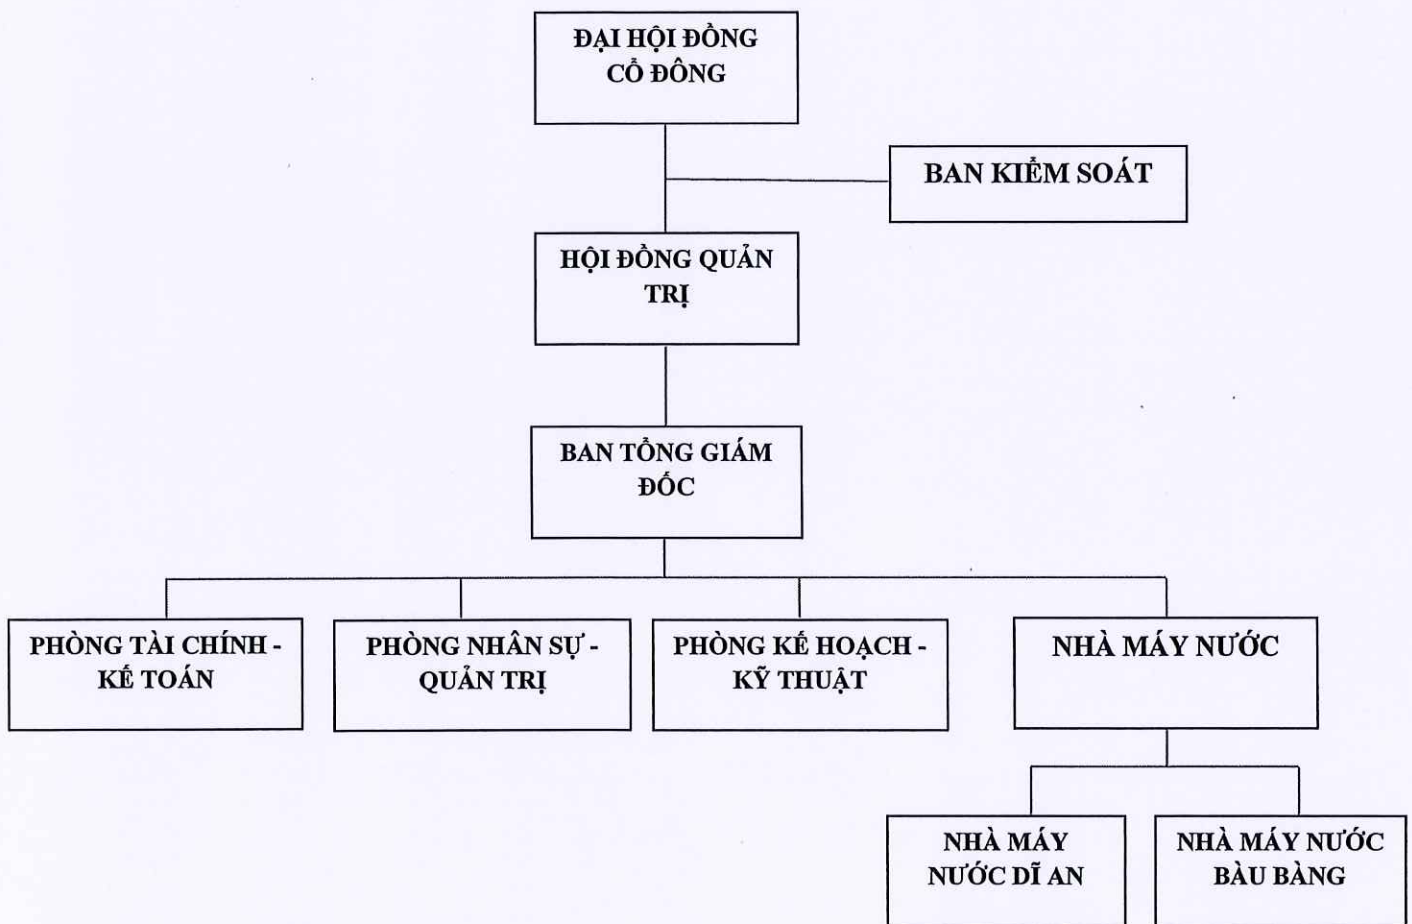 ĐẠI HỘI ĐỒNG
CỔ ĐÔNG
BAN KIỂM SOÁT
HỘI ĐỒNG QUẢN
TRỊ
BAN TỔNG GIÁM
ĐỐC
PHÒNG TÀI CHÍNH -
KẾ TOÁN
PHÒNG NHÂN SỰ -
QUẢN TRỊ
PHÒNG KẾ HOẠCH -
KỸ THUẬT
NHÀ MÁY NƯỚC
NHÀ MÁY
NƯỚC DĨ AN
NHÀ MÁY NƯỚC
BÀU BÀNG